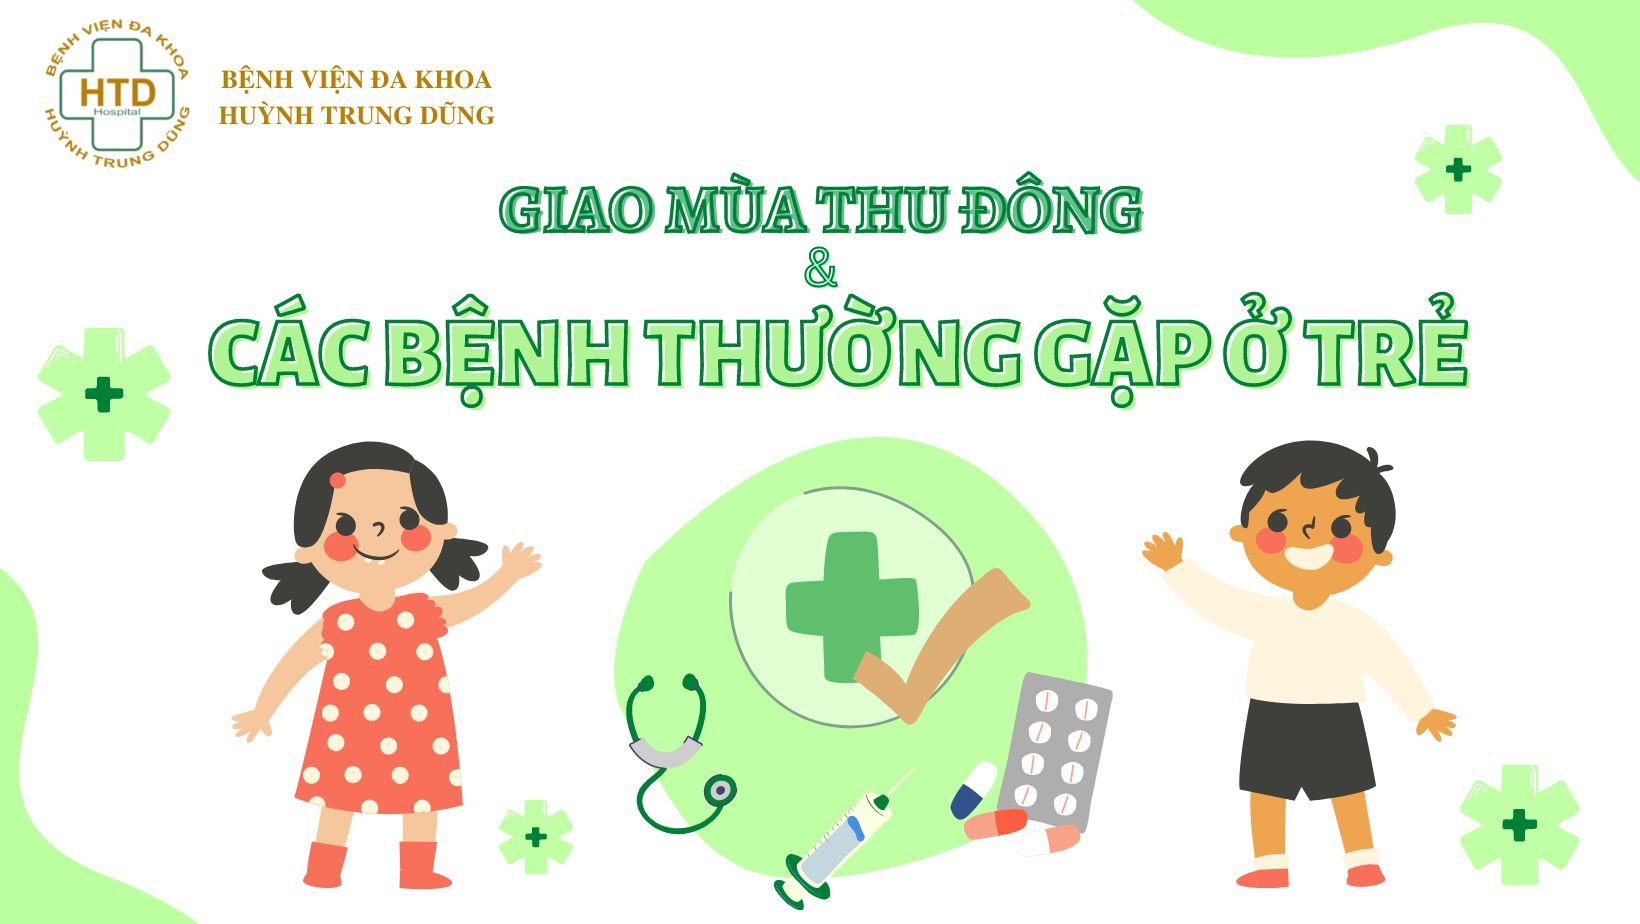 BỆNH VIỆN ĐA KHOA
HTD
Hospital
HUỲNH TRUNG DŨNG
BỆNH VIỆN ĐA KHOA
HUỲNH TRUNG DŨNG
GIAO MÙA THU ĐÔNG
&
CÁC BỆNH THƯỜNG GẶP Ở TRẺ